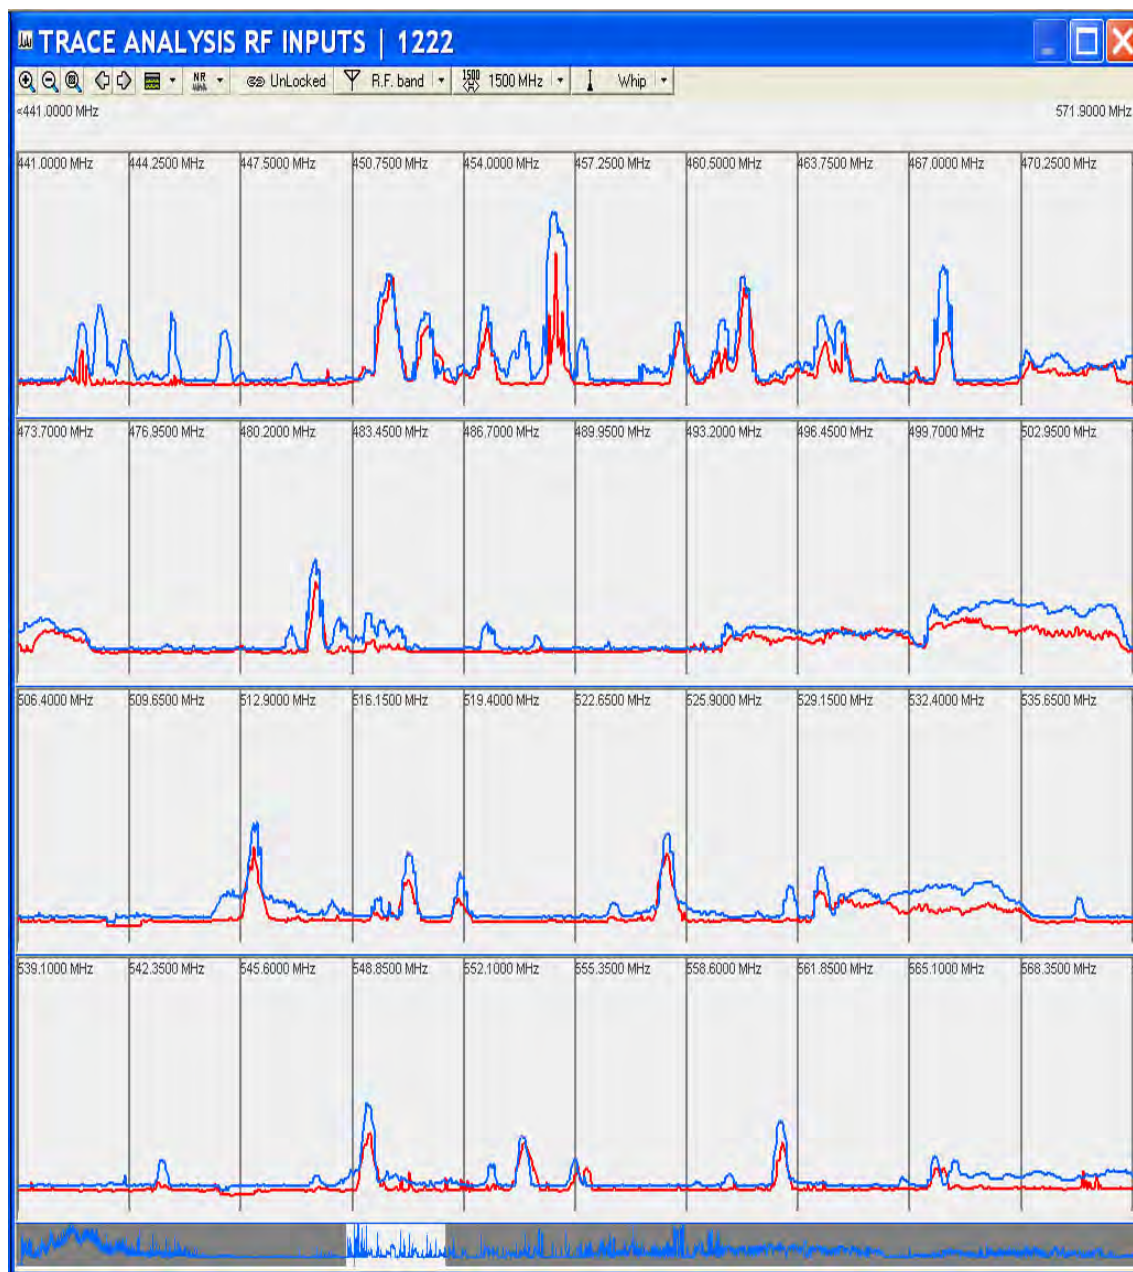 TRACE ANALYSIS RF INPUTS | 1222
NR UnLocked R.F. band 1500 1500 MHz Whip
<441.0000 MHz 571.9000 MHz
441.0000 MHz 444.2500 MHz 447.5000 MHz 450.7500 MHz 454.0000 MHz 457.2500 MHz 460.5000 MHz 463.7500 MHz 467.0000 MHz 470.2500 MHz
473.7000 MHz 476.9500 MHz 480.2000 MHz 483.4500 MHz 486.7000 MHz 489.9500 MHz 493.2000 MHz 496.4500 MHz 499.7000 MHz 502.9500 MHz
506.4000 MHz 509.6500 MHz 512.9000 MHz 516.1500 MHz 519.4000 MHz 522.6500 MHz 525.9000 MHz 529.1500 MHz 532.4000 MHz 535.6500 MHz
539.1000 MHz 542.3500 MHz 545.6000 MHz 548.8500 MHz 552.1000 MHz 555.3500 MHz 558.6000 MHz 561.8500 MHz 565.1000 MHz 568.3500 MHz